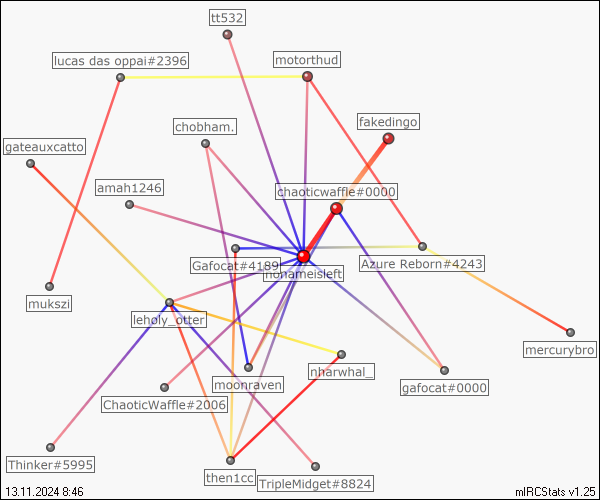 tt532
lucas das oppai#2396
motorthud
fakedingo
chobham.
gateauxcatto
amah1246
chaoticwaffle#0000
Gafocat#4189
nonameisleft
Azure Reborn#4243
mukszi
leholy_otter
mercurybro
nharwhal_
moonraven
gafocat#0000
ChaoticWaffle#2006
Thinker#5995
then1cc
TripleMidget#8824
13.11.2024 8:46
mIRCStats v1.25